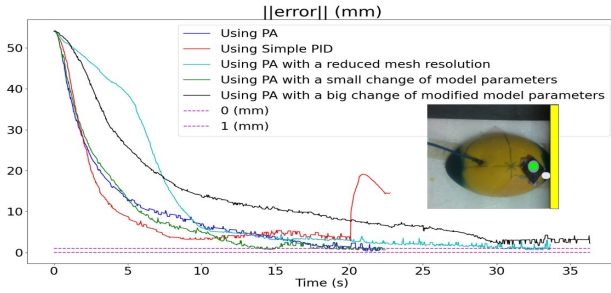 ||error|| (mm)
Using PA
Using Simple PID
Using PA with a reduced mesh resolution
Using PA with a small change of model parameters
Using PA with a big change of modified model parameters
0 (mm)
1 (mm)
50
40
30
20
10
0
0 5 10 15 20 25 30 35
Time (s)